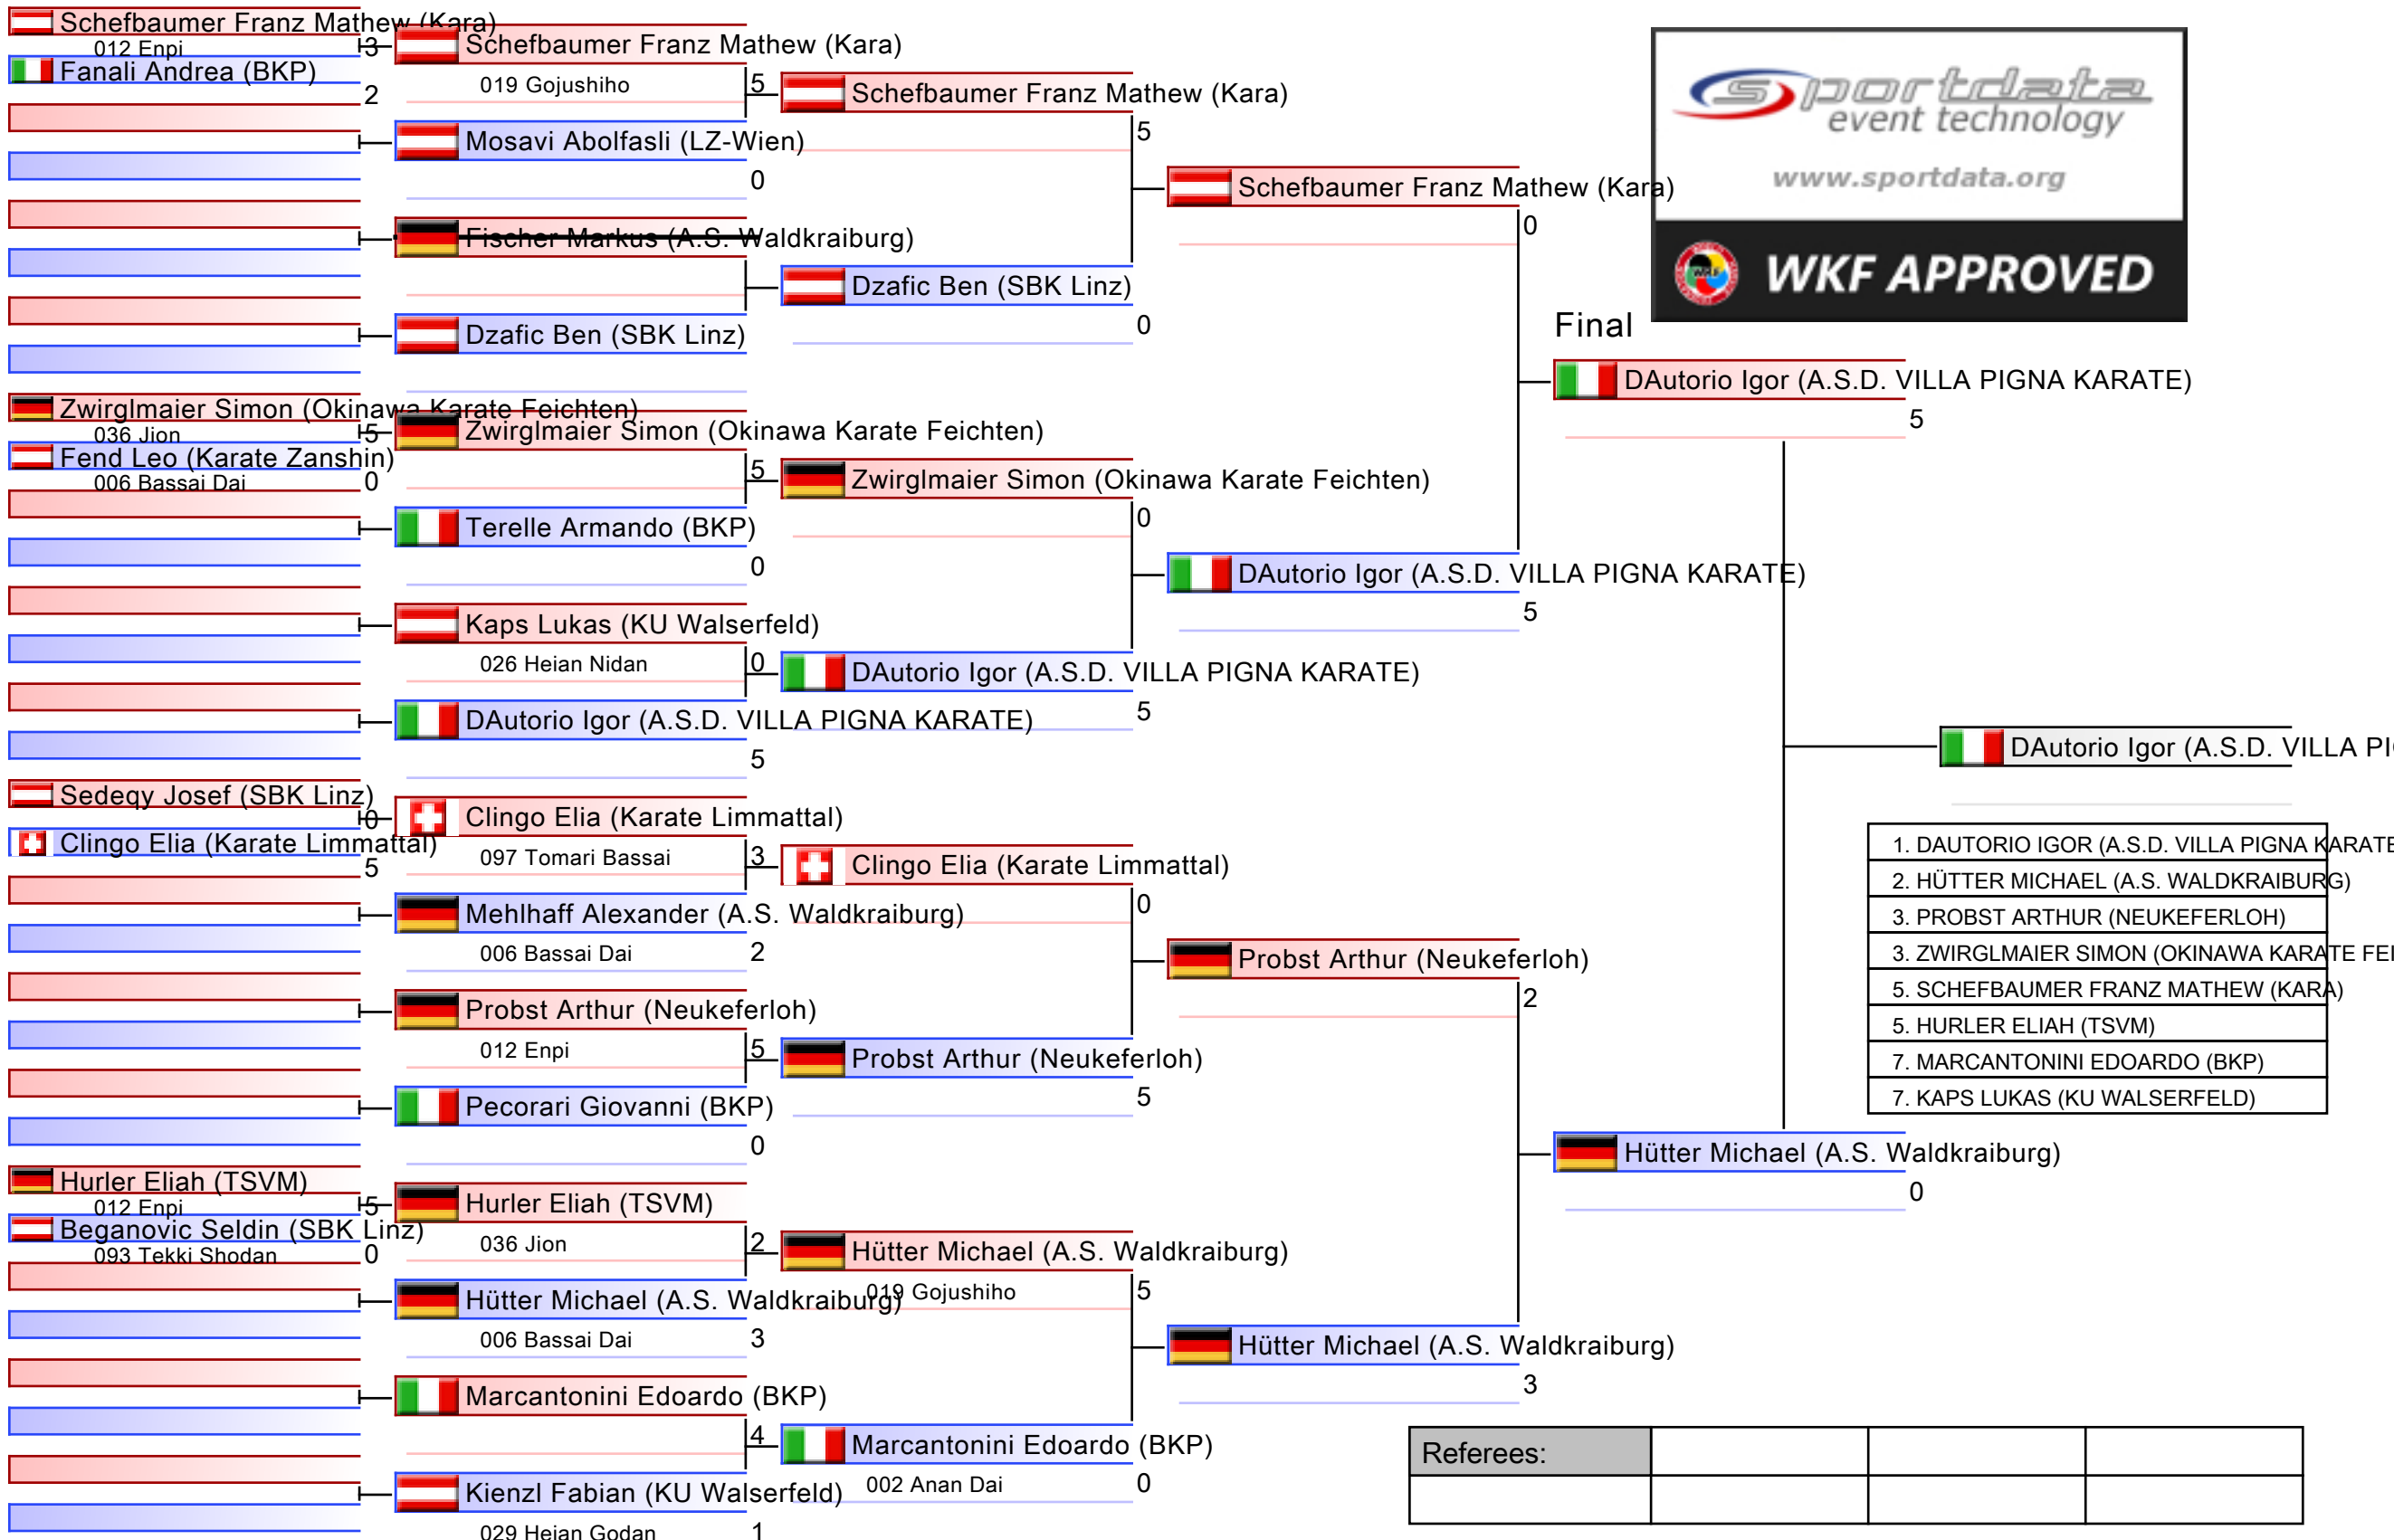 Schefbaumer Franz Mathew (Kara)
012 Enpi
3
Fanali Andrea (BKP)
2
Zwirglmaier Simon (Okinawa Karate Feichten)
036 Jion
5
Fend Leo (Karate Zanshin)
006 Bassai Dai
0
Sedeqy Josef (SBK Linz)
0
Clingo Elia (Karate Limmattal)
5
Hurler Eliah (TSVM)
012 Enpi
5
Beganovic Seldin (SBK Linz)
093 Tekki Shodan
0
Schefbaumer Franz Mathew (Kara)
019 Gojushiho
5
Mosavi Abolfasli (LZ-Wien)
0
Fischer Markus (A.S. Waldkraiburg)
Dzafic Ben (SBK Linz)
Zwirglmaier Simon (Okinawa Karate Feichten)
5
Terelle Armando (BKP)
0
Kaps Lukas (KU Walserfeld)
026 Heian Nidan
0
DAutorio Igor (A.S.D. VILLA PIGNA KARATE)
5
Clingo Elia (Karate Limmattal)
097 Tomari Bassai
3
Mehlhaff Alexander (A.S. Waldkraiburg)
006 Bassai Dai
2
Probst Arthur (Neukeferloh)
012 Enpi
5
Pecorari Giovanni (BKP)
0
Hurler Eliah (TSVM)
036 Jion
2
Hütter Michael (A.S. Waldkraiburg)
006 Bassai Dai
3
Marcantonini Edoardo (BKP)
4
Kienzl Fabian (KU Walserfeld)
029 Heian Godan
1
Schefbaumer Franz Mathew (Kara)
5
Dzafic Ben (SBK Linz)
0
Zwirglmaier Simon (Okinawa Karate Feichten)
0
DAutorio Igor (A.S.D. VILLA PIGNA KARATE)
5
Clingo Elia (Karate Limmattal)
0
Probst Arthur (Neukeferloh)
5
Hütter Michael (A.S. Waldkraiburg)
019 Gojushiho
5
Marcantonini Edoardo (BKP)
002 Anan Dai
0
Schefbaumer Franz Mathew (Kara)
0
DAutorio Igor (A.S.D. VILLA PIGNA KARATE)
5
Probst Arthur (Neukeferloh)
2
Hütter Michael (A.S. Waldkraiburg)
3
Final
DAutorio Igor (A.S.D. VILLA PIGNA KARATE)
5
Hütter Michael (A.S. Waldkraiburg)
0
sportdata
event technology
www.sportdata.org
WKF
WKF APPROVED
DAutorio Igor (A.S.D. VILLA PI
1. DAUTORIO IGOR (A.S.D. VILLA PIGNA KARATE
2. HÜTTER MICHAEL (A.S. WALDKRAIBURG)
3. PROBST ARTHUR (NEUKEFERLOH)
3. ZWIRGLMAIER SIMON (OKINAWA KARATE FEI
5. SCHEFBAUMER FRANZ MATHEW (KARA)
5. HURLER ELIAH (TSVM)
7. MARCANTONINI EDOARDO (BKP)
7. KAPS LUKAS (KU WALSERFELD)
Referees: